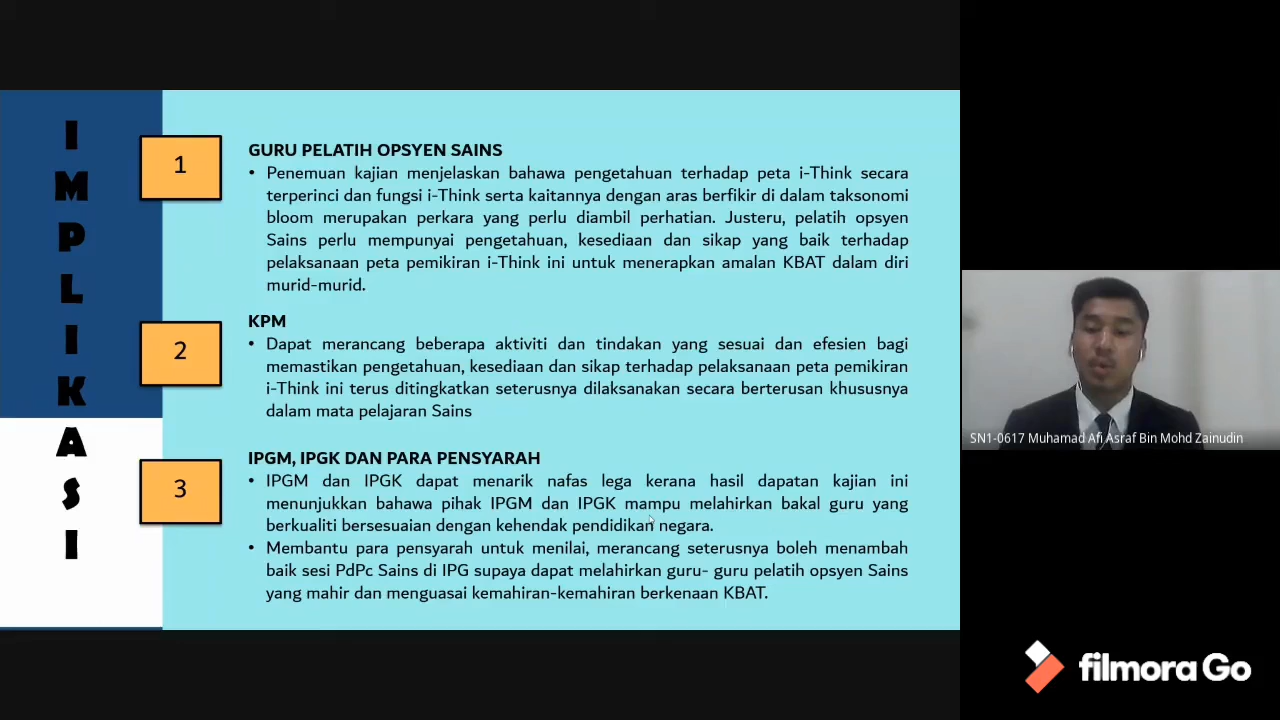 IMPLIKASI
1
GURU PELATIH OPSYEN SAINS
• Penemuan kajian menjelaskan bahawa pengetahuan terhadap peta i-Think secara
terperinci dan fungsi i-Think serta kaitannya dengan aras berfikir di dalam taksonomi
bloom merupakan perkara yang perlu diambil perhatian. Justeru, pelatih opsyen
Sains perlu mempunyai pengetahuan, kesediaan dan sikap yang baik terhadap
pelaksanaan peta pemikiran i-Think ini untuk menerapkan amalan KBAT dalam diri
murid-murid.
2
KPM
• Dapat merancang beberapa aktiviti dan tindakan yang sesuai dan efesien bagi
memastikan pengetahuan, kesediaan dan sikap terhadap pelaksanaan peta pemikiran
i-Think ini terus ditingkatkan seterusnya dilaksanakan secara berterusan khususnya
dalam mata pelajaran Sains
3
IPGM, IPGK DAN PARA PENSYARAH
• IPGM dan IPGK dapat menarik nafas lega kerana hasil dapatan kajian ini
menunjukkan bahawa pihak IPGM dan IPGK mampu melahirkan bakal guru yang
berkualiti bersesuaian dengan kehendak pendidikan negara.
• Membantu para pensyarah untuk menilai, merancang seterusnya boleh menambah
baik sesi PdPc Sains di IPG supaya dapat melahirkan guru- guru pelatih opsyen Sains
yang mahir dan menguasai kemahiran-kemahiran berkenaan KBAT.
SN1-0617 Muhamad Afi Asraf Bin Mohd Zainudin
filmora Go